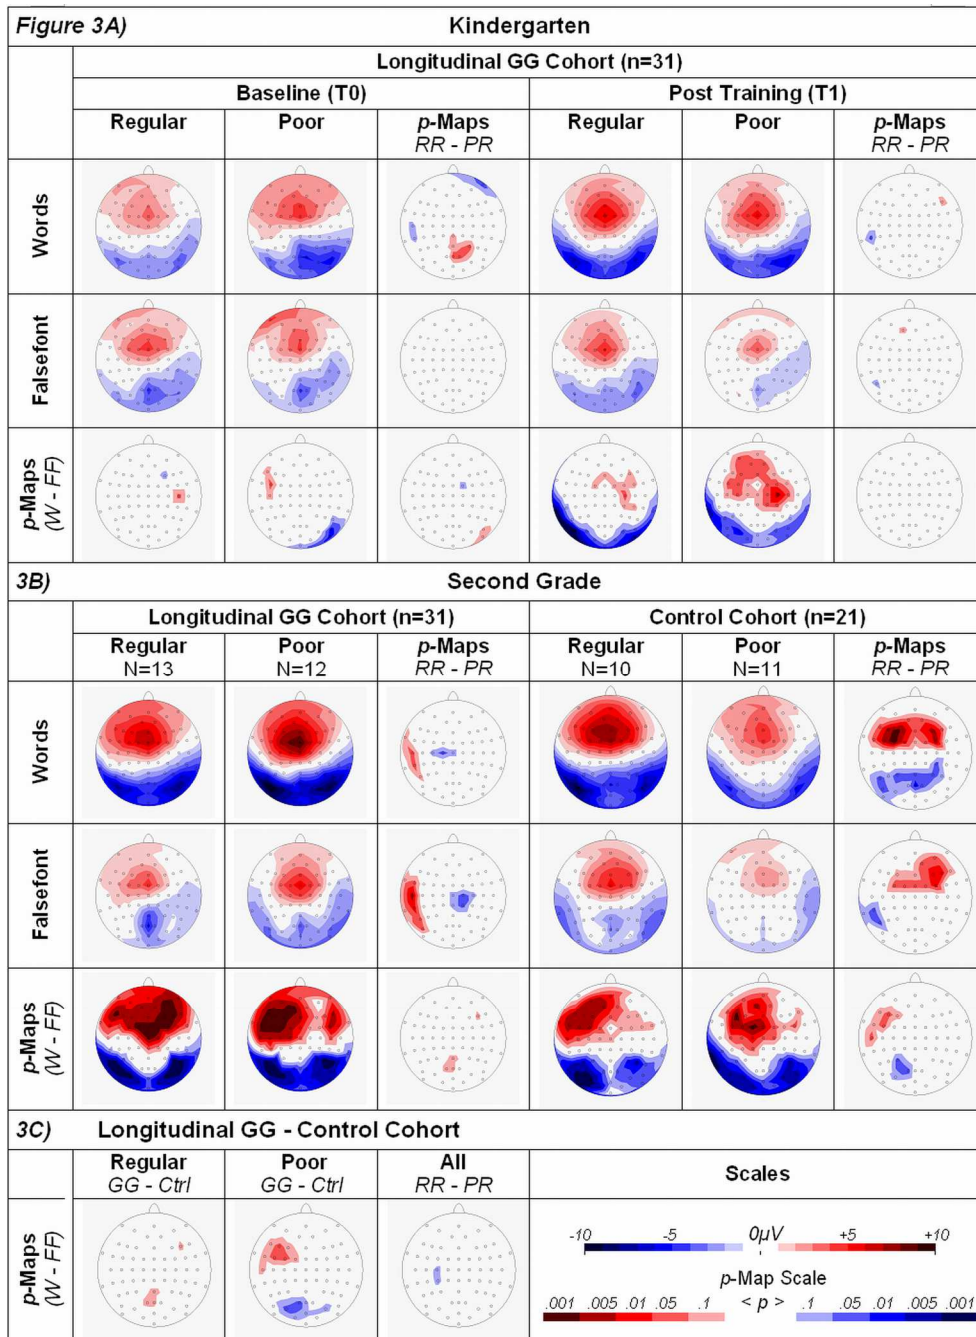 Figure 3A) Kindergarten
Longitudinal GG Cohort (n=31)
Baseline (T0) Post Training (T1)
Regular Poor p-Maps Regular Poor p-Maps
RR - PR RR - PR
Words
Falsefont
p-Maps
(W - FF)
3B) Second Grade
Longitudinal GG Cohort (n=31) Control Cohort (n=21)
Regular Poor p-Maps Regular Poor p-Maps
N=13 N=12 RR - PR N=10 N=11 RR - PR
Words
Falsefont
p-Maps
(W - FF)
3C) Longitudinal GG - Control Cohort
Regular Poor All Scales
GG - Ctrl GG - Ctrl RR - PR
p-Maps
(W - FF)
-10 -5 0µV +5 +10
p-Map Scale
.001 .005 .01 .05 .1 < p > .1 .05 .01 .005 .001